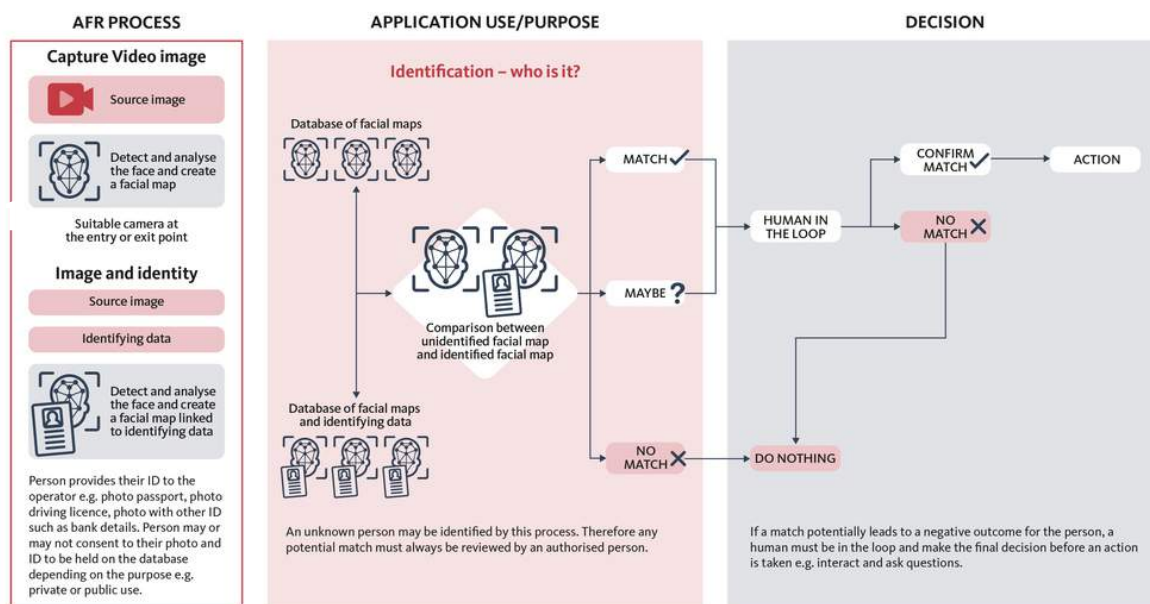 AFR PROCESS
Capture Video image
Source image
Detect and analyse
the face and create
a facial map
Suitable camera at
the entry or exit point
Image and identity
Source image
Identifying data
Detect and analyse
the face and create
a facial map linked
to identifying data
Person provides their ID to the
operator e.g. photo passport, photo
driving licence, photo with other ID
such as bank details. Person may or
may not consent to their photo and
ID to be held on the database
depending on the purpose e.g.
private or public use.
APPLICATION USE/PURPOSE
Identification – who is it?
Database of facial maps
Comparison between
unidentified facial map
and identified facial map
Database of facial maps
and identifying data
MATCH
MAYBE ?
NO
MATCH
An unknown person may be identified by this process. Therefore any
potential match must always be reviewed by an authorised person.
DECISION
HUMAN IN
THE LOOP
CONFIRM
MATCH
ACTION
NO
MATCH
DO NOTHING
If a match potentially leads to a negative outcome for the person, a
human must be in the loop and make the final decision before an action
is taken e.g. interact and ask questions.